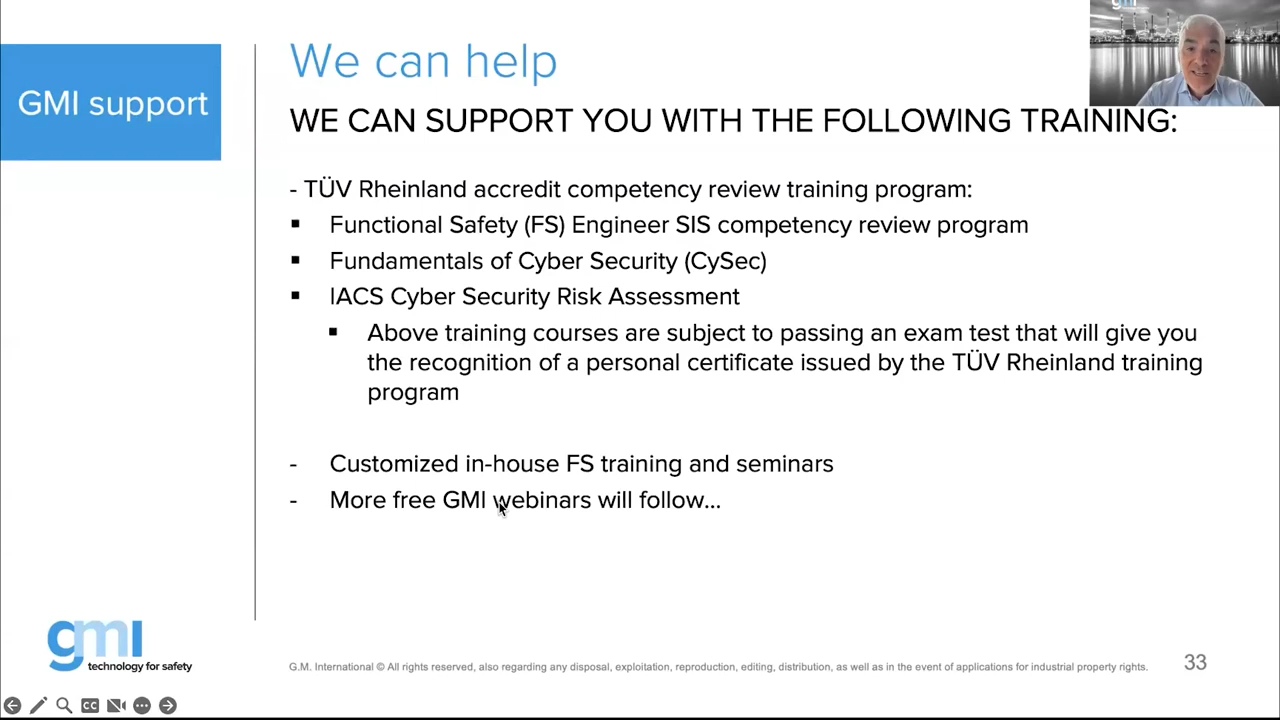 gmi
GMI support
We can help
WE CAN SUPPORT YOU WITH THE FOLLOWING TRAINING:
- TÜV Rheinland accredit competency review training program:
▪ Functional Safety (FS) Engineer SIS competency review program
▪ Fundamentals of Cyber Security (CySec)
▪ IACS Cyber Security Risk Assessment
▪ Above training courses are subject to passing an exam test that will give you
the recognition of a personal certificate issued by the TÜV Rheinland training
program
- Customized in-house FS training and seminars
- More free GMI webinars will follow...
gmi
technology for safety
G.M. International © All rights reserved, also regarding any disposal, exploitation, reproduction, editing, distribution, as well as in the event of applications for industrial property rights.
33
CC